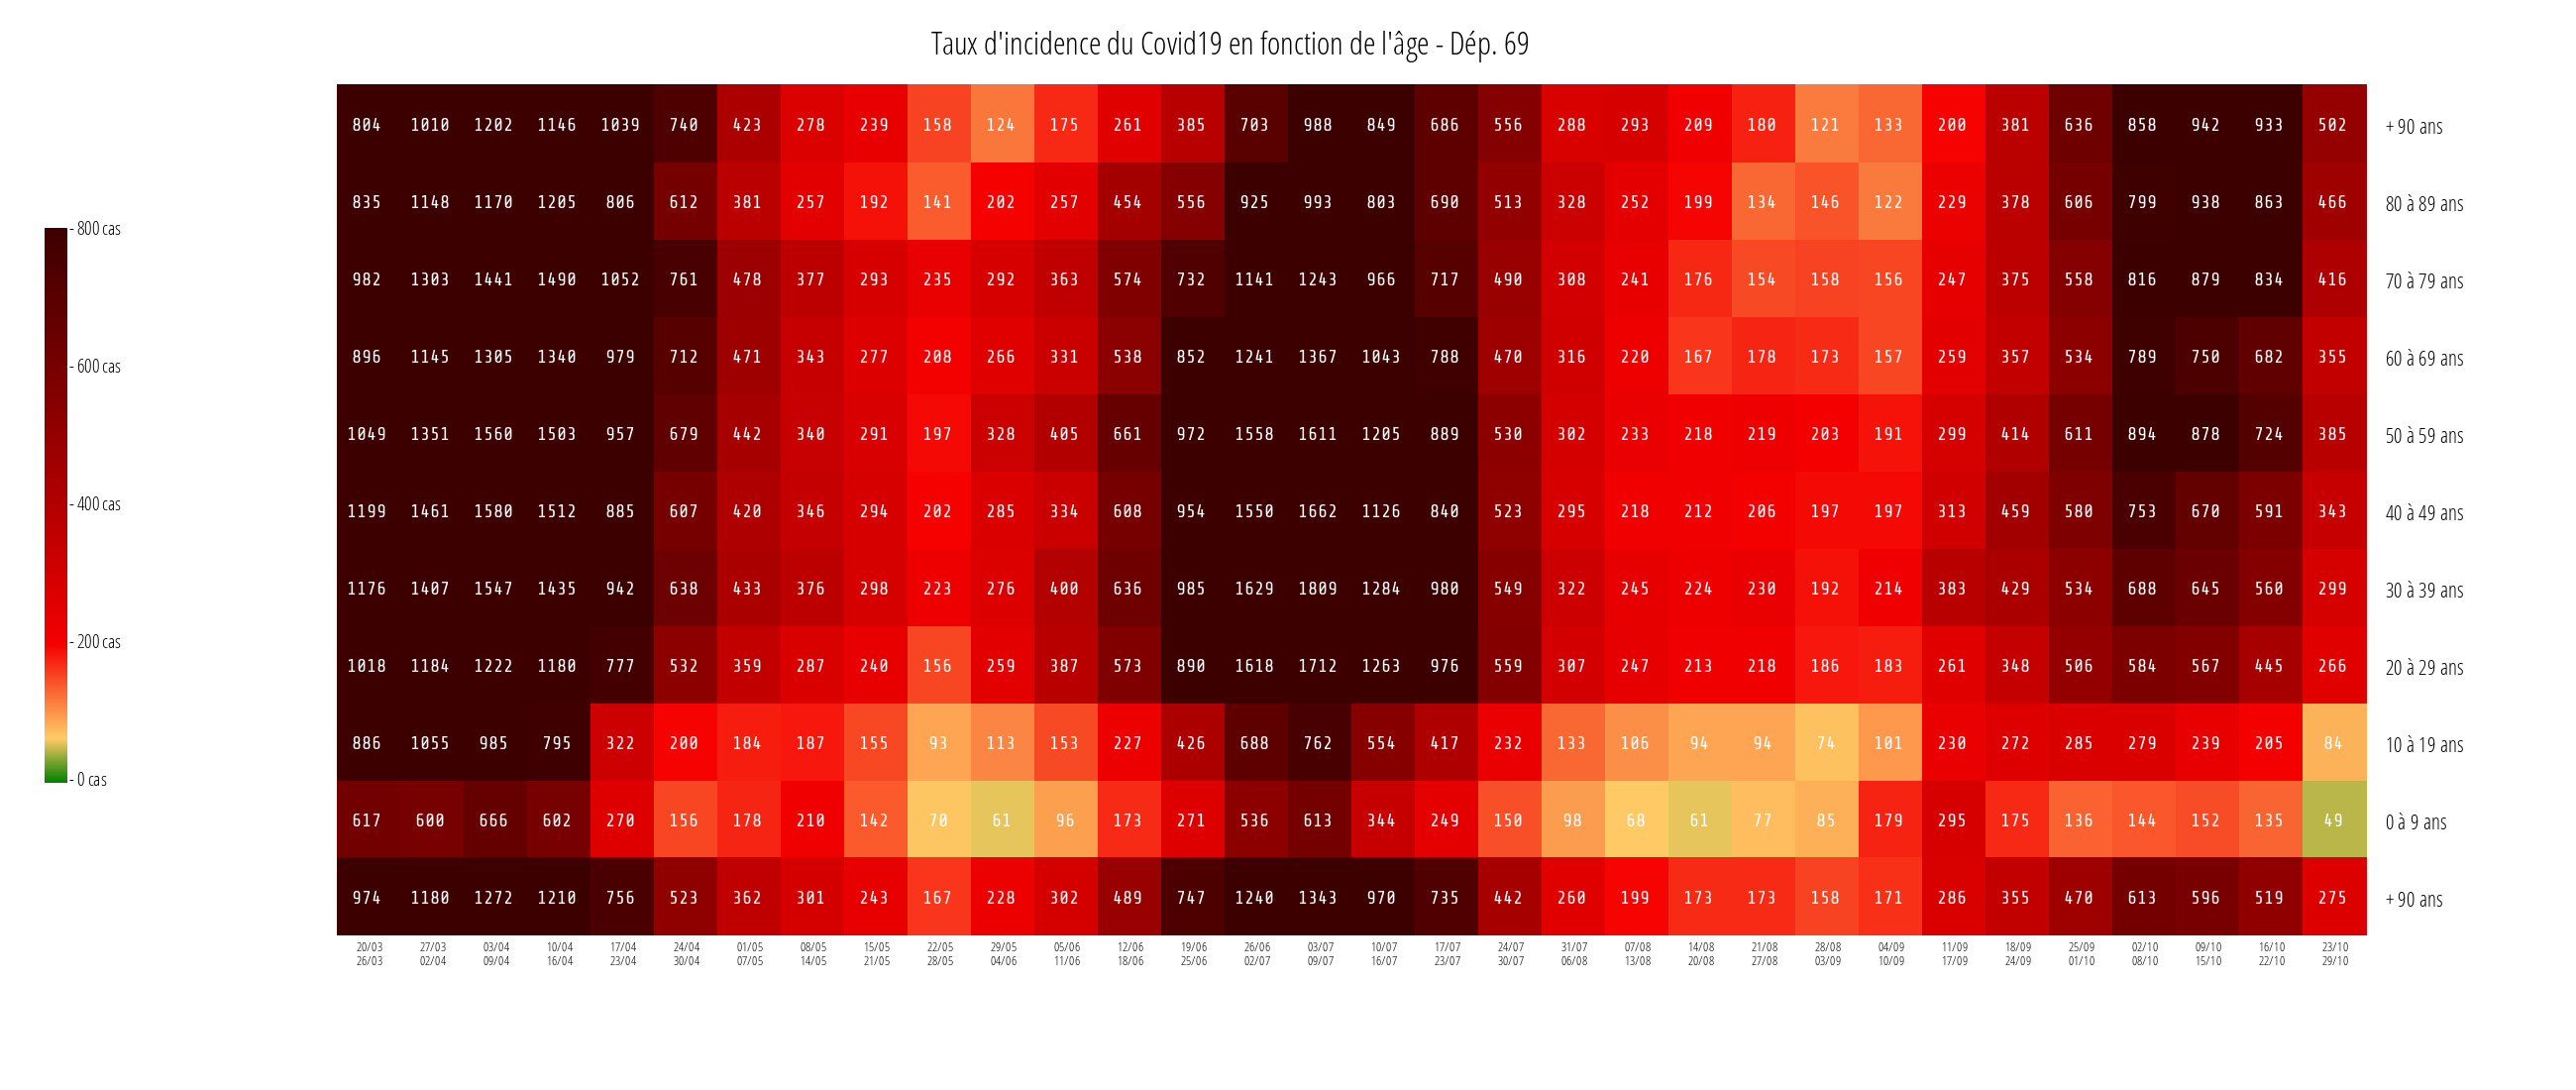 Taux d'incidence du Covid19 en fonction de l'âge - Dép. 69
- 800 cas
- 600 cas
- 400 cas
- 200 cas
- 0 cas
804 1010 1202 1146 1039 740 423 278 239 158 124 175 261 385 703 988 849 686 556 288 293 209 180 121 133 200 381 636 858 942 933 502 + 90 ans
835 1148 1170 1205 806 612 381 257 192 141 202 257 454 556 925 993 803 690 513 328 252 199 134 146 122 229 378 606 799 938 863 466 80 à 89 ans
982 1303 1441 1490 1052 761 478 377 293 235 292 363 574 732 1141 1243 966 717 490 308 241 176 154 158 156 247 375 558 816 879 834 416 70 à 79 ans
896 1145 1305 1340 979 712 471 343 277 208 266 331 538 852 1241 1367 1043 788 470 316 220 167 178 173 157 259 357 534 789 750 682 355 60 à 69 ans
1049 1351 1560 1503 957 679 442 340 291 197 328 405 661 972 1558 1611 1205 889 530 302 233 218 219 203 191 299 414 611 894 878 724 385 50 à 59 ans
1199 1461 1580 1512 885 607 420 346 294 202 285 334 608 954 1550 1662 1126 840 523 295 218 212 206 197 197 313 459 580 753 670 591 343 40 à 49 ans
1176 1407 1547 1435 942 638 433 376 298 223 276 400 636 985 1629 1809 1284 980 549 322 245 224 230 192 214 383 429 534 688 645 560 299 30 à 39 ans
1018 1184 1222 1180 777 532 359 287 240 156 259 387 573 890 1618 1712 1263 976 559 307 247 213 218 186 183 261 348 506 584 567 445 266 20 à 29 ans
886 1055 985 795 322 200 184 187 155 93 113 153 227 426 688 762 554 417 232 133 106 94 94 74 101 230 272 285 279 239 205 84 10 à 19 ans
617 600 666 602 270 156 178 210 142 70 61 96 173 271 536 613 344 249 150 98 68 61 77 85 179 295 175 136 144 152 135 49 0 à 9 ans
974 1180 1272 1210 756 523 362 301 243 167 228 302 489 747 1240 1343 970 735 442 260 199 173 173 158 171 286 355 470 613 596 519 275 + 90 ans
20/03 27/03 03/04 10/04 17/04 24/04 01/05 08/05 15/05 22/05 29/05 05/06 12/06 19/06 26/06 03/07 10/07 17/07 24/07 31/07 07/08 14/08 21/08 28/08 04/09 11/09 18/09 25/09 02/10 09/10 16/10 23/10
26/03 02/04 09/04 16/04 23/04 30/04 07/05 14/05 21/05 28/05 04/06 11/06 18/06 25/06 02/07 09/07 16/07 23/07 30/07 06/08 13/08 20/08 27/08 03/09 10/09 17/09 24/09 01/10 08/10 15/10 22/10 29/10